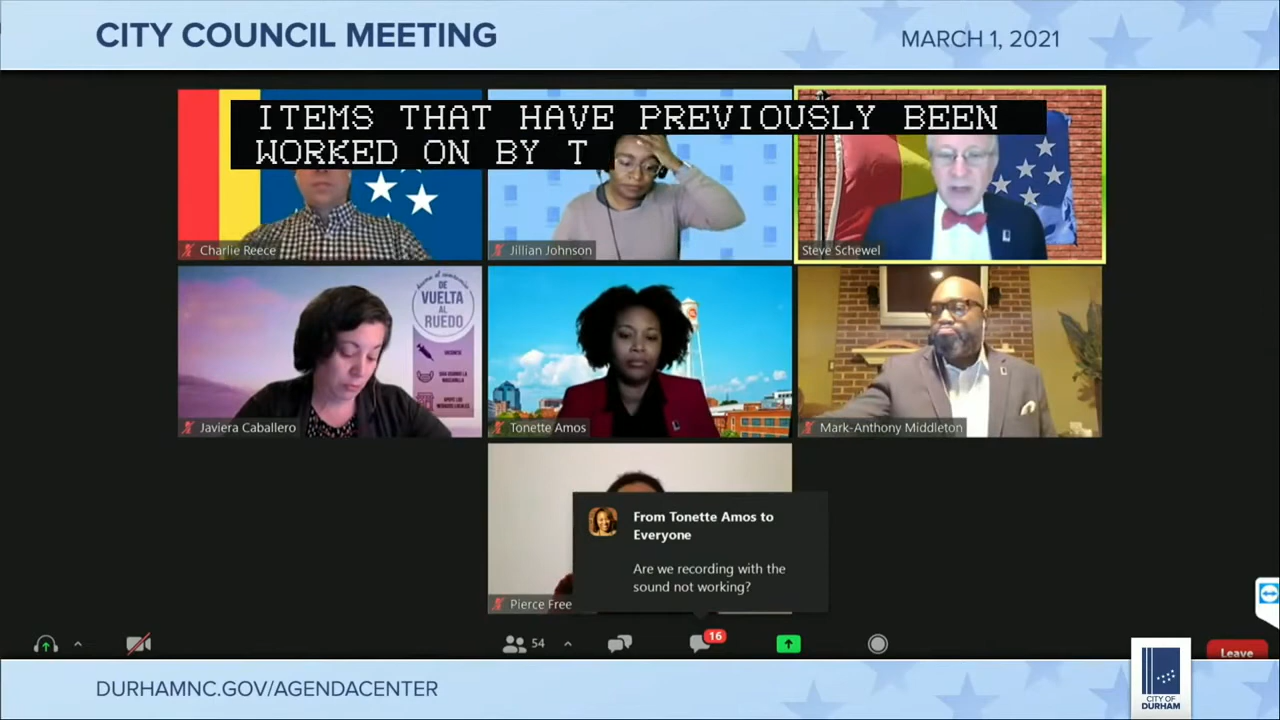 CITY COUNCIL MEETING
MARCH 1, 2021
ITEMS THAT HAVE PREVIOUSLY BEEN
WORKED ON BY T
Charlie Reece
Jillian Johnson
Steve Schewel
DE
VUELTA
AL
RUEDO
Javiera Caballero
Tonette Amos
Mark-Anthony Middleton
From Tonette Amos to
Everyone
Are we recording with the
sound not working?
Pierce Free
54
16
Leave
DURHAMNC.GOV/AGENDACENTER
CITY OF
DURHAM